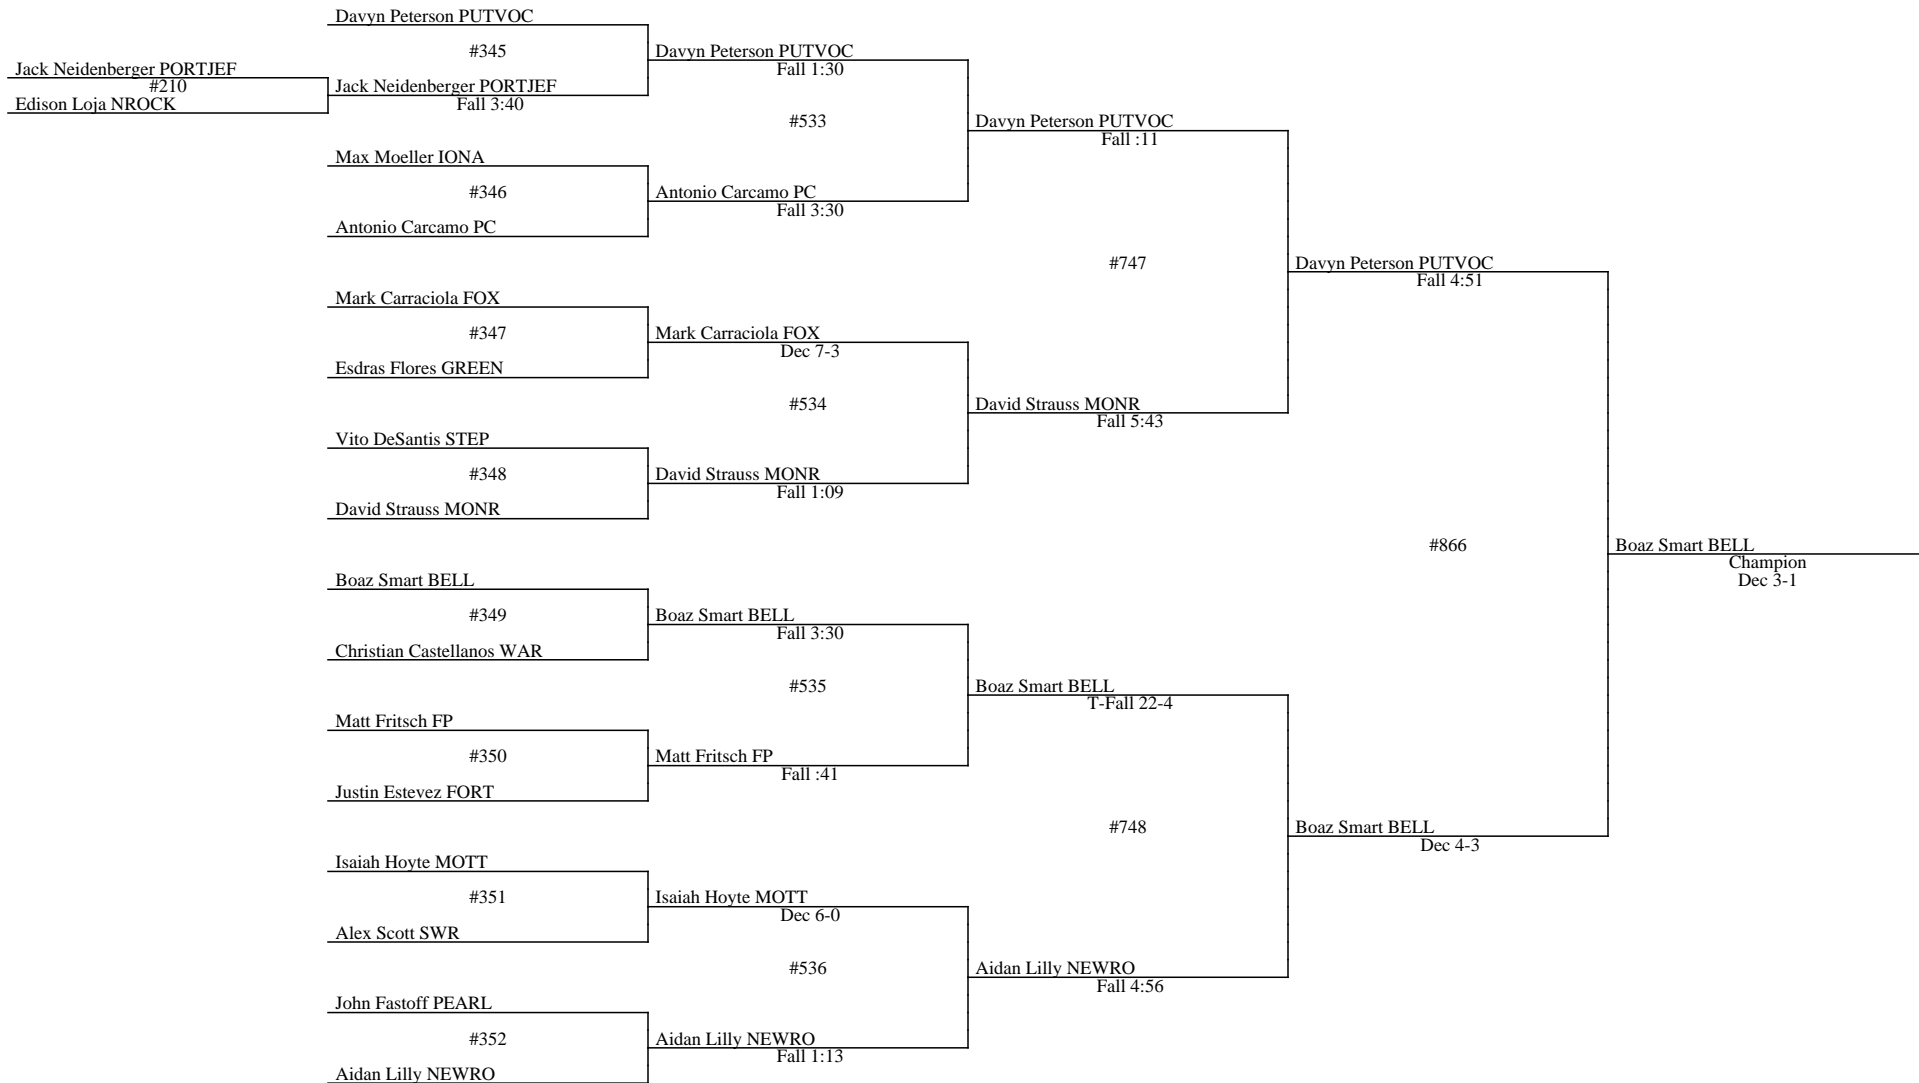 Davyn Peterson PUTVOC
#345
Davyn Peterson PUTVOC
Fall 1:30
Jack Neidenberger PORTJEF
#210
Edison Loja NROCK
Jack Neidenberger PORTJEF
Fall 3:40
#533
Davyn Peterson PUTVOC
Fall :11
Max Moeller IONA
#346
Antonio Carcamo PC
Fall 3:30
Antonio Carcamo PC
#747
Davyn Peterson PUTVOC
Fall 4:51
Mark Carraciola FOX
#347
Mark Carraciola FOX
Dec 7-3
Esdras Flores GREEN
#534
David Strauss MONR
Fall 5:43
Vito DeSantis STEP
#348
David Strauss MONR
Fall 1:09
David Strauss MONR
#866
Boaz Smart BELL
Champion
Dec 3-1
Boaz Smart BELL
#349
Boaz Smart BELL
Fall 3:30
Christian Castellanos WAR
#535
Boaz Smart BELL
T-Fall 22-4
Matt Fritsch FP
#350
Matt Fritsch FP
Fall :41
Justin Estevez FORT
#748
Boaz Smart BELL
Dec 4-3
Isaiah Hoyte MOTT
#351
Isaiah Hoyte MOTT
Dec 6-0
Alex Scott SWR
#536
Aidan Lilly NEWRO
Fall 4:56
John Fastoff PEARL
#352
Aidan Lilly NEWRO
Fall 1:13
Aidan Lilly NEWRO